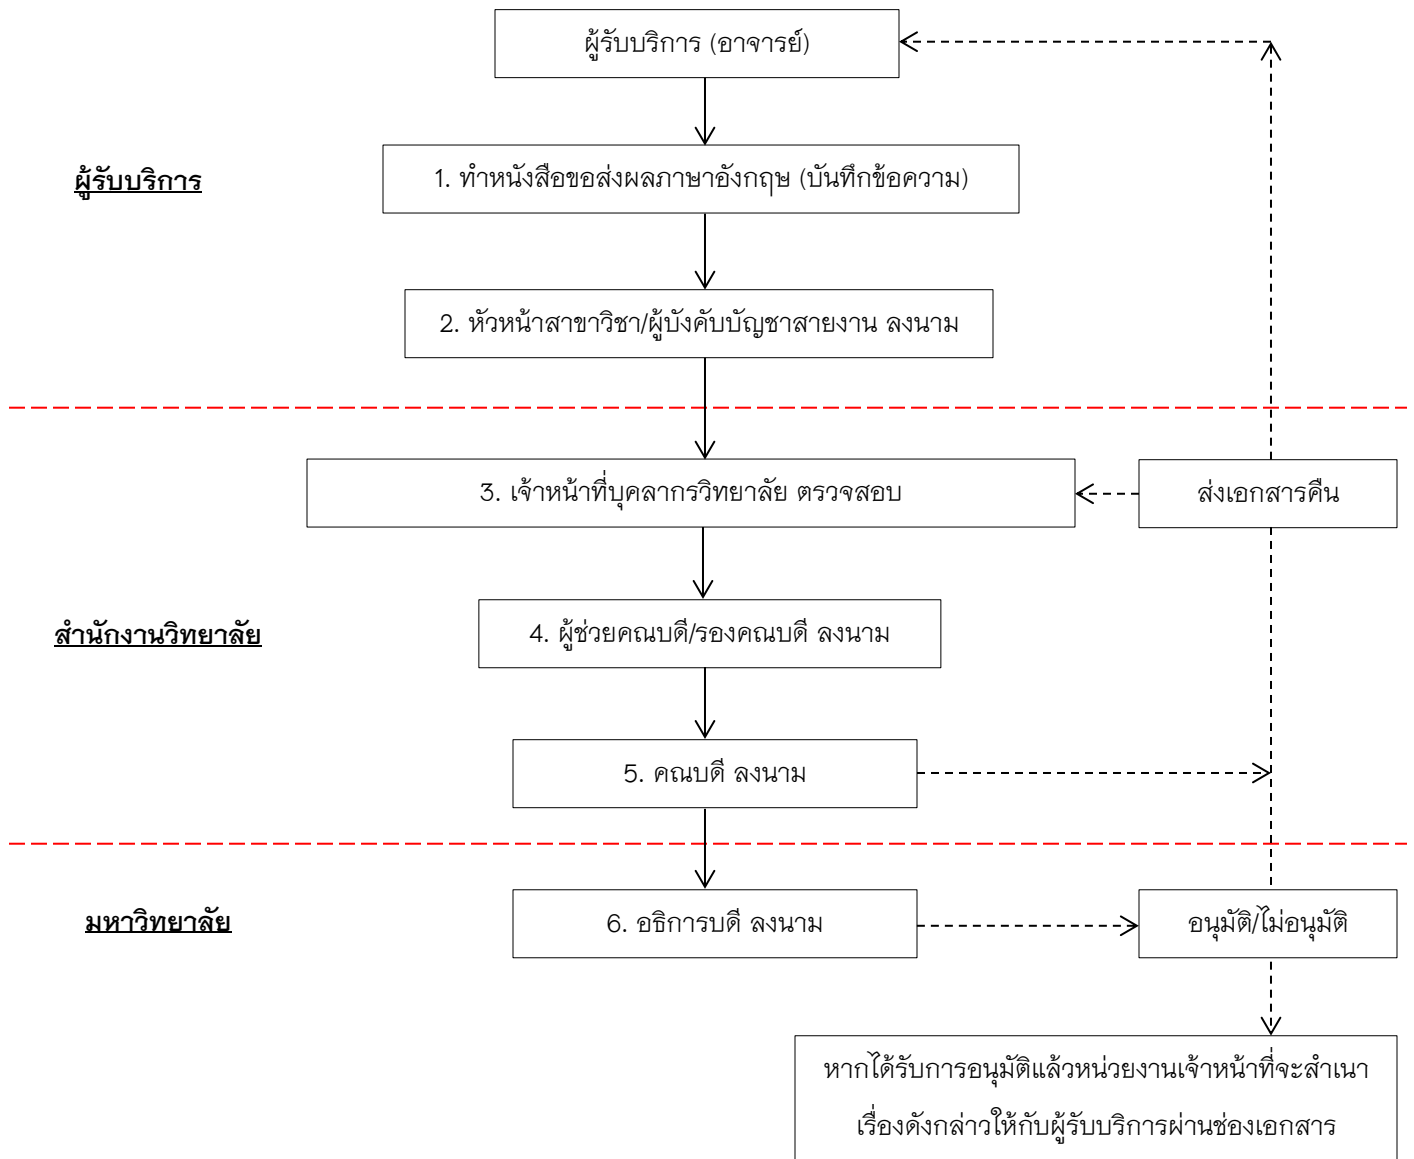 ผู้รับบริการ (อาจารย์)
1. ทำหนังสือขอส่งผลภาษาอังกฤษ (บันทึกข้อความ)
ผู้รับบริการ
2. หัวหน้าสาขาวิชา/ผู้บังคับบัญชาสายงาน ลงนาม
3. เจ้าหน้าที่บุคลากรวิทยาลัย ตรวจสอบ
ส่งเอกสารคืน
4. ผู้ช่วยคณบดี/รองคณบดี ลงนาม
สำนักงานวิทยาลัย
5. คณบดี ลงนาม
มหาวิทยาลัย
6. อธิการบดี ลงนาม
อนุมัติ/ไม่อนุมัติ
หากได้รับการอนุมัติแล้วหน่วยงานเจ้าหน้าที่จะสำเนา
เรื่องดังกล่าวให้กับผู้รับบริการผ่านช่องเอกสาร